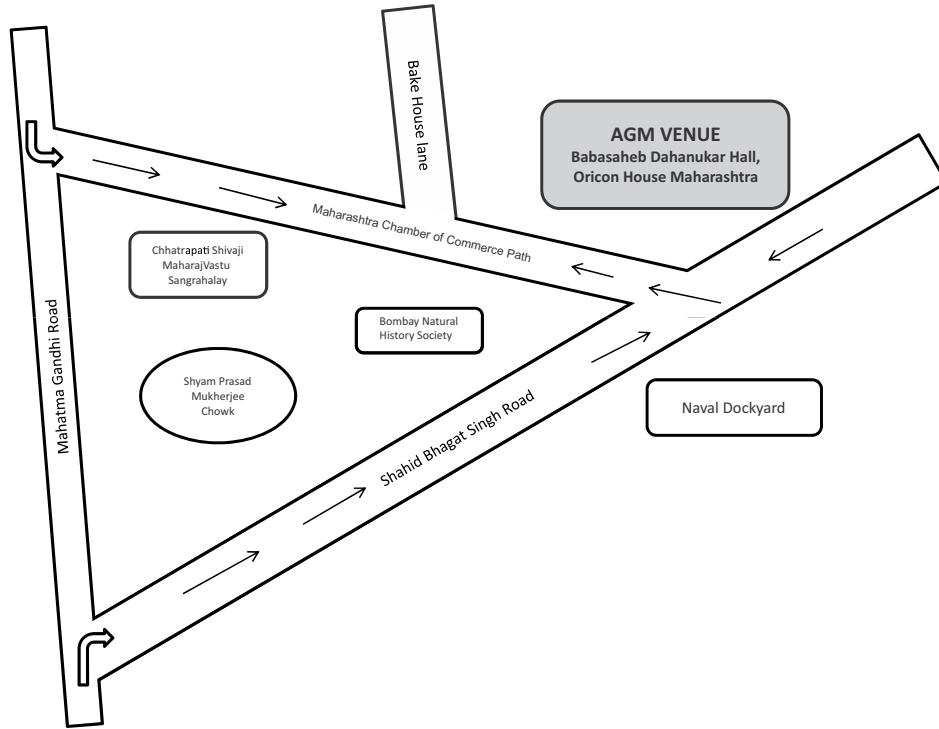 Bake House lane
AGM VENUE
Babasaheb Dahanukar Hall,
Oricon House Maharashtra
Maharashtra Chamber of Commerce Path
Chhatrapati Shivaji
MaharajVastu
Sangrahalay
Bombay Natural
History Society
Mahatma Gandhi Road
Shyam Prasad
Mukherjee
Chowk
Naval Dockyard
Shahid Bhagat Singh Road